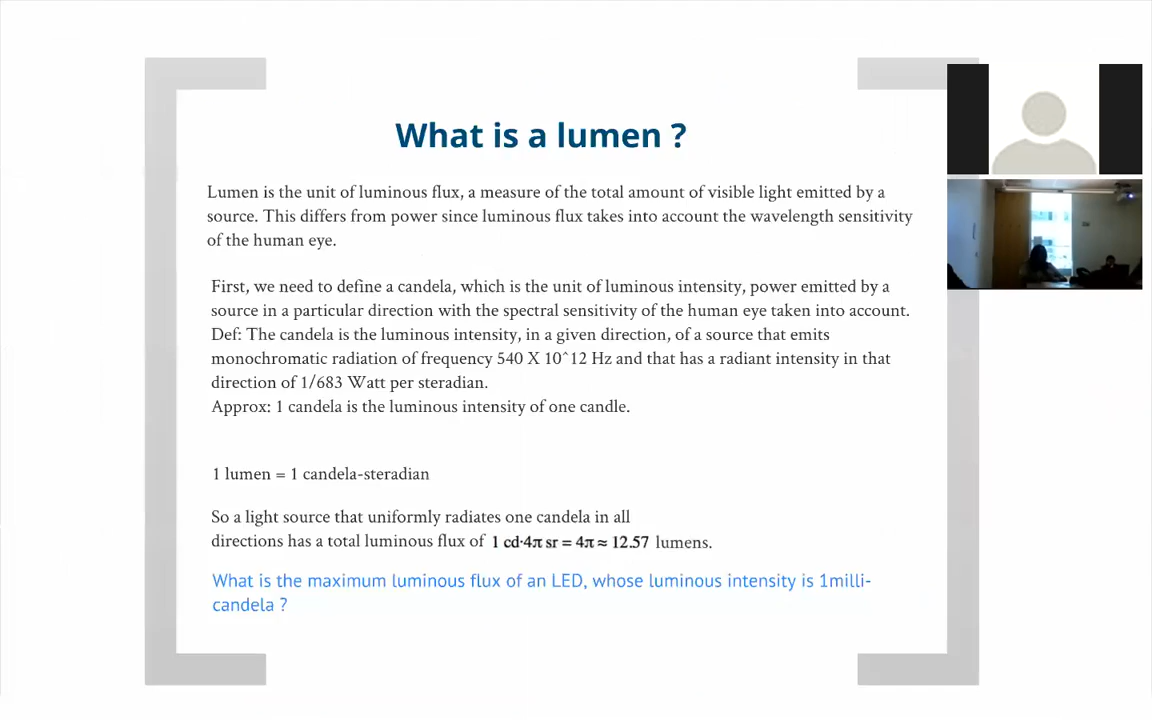 What is a lumen ?
Lumen is the unit of luminous flux, a measure of the total amount of visible light emitted by a
source. This differs from power since luminous flux takes into account the wavelength sensitivity
of the human eye.
First, we need to define a candela, which is the unit of luminous intensity, power emitted by a
source in a particular direction with the spectral sensitivity of the human eye taken into account.
Def: The candela is the luminous intensity, in a given direction, of a source that emits
monochromatic radiation of frequency 540 X 10^12 Hz and that has a radiant intensity in that
direction of 1/683 Watt per steradian.
Approx: 1 candela is the luminous intensity of one candle.
1 lumen = 1 candela-steradian
So a light source that uniformly radiates one candela in all
directions has a total luminous flux of 1 cd·4π sr = 4π ≈ 12.57 lumens.
What is the maximum luminous flux of an LED, whose luminous intensity is 1milli-
candela ?